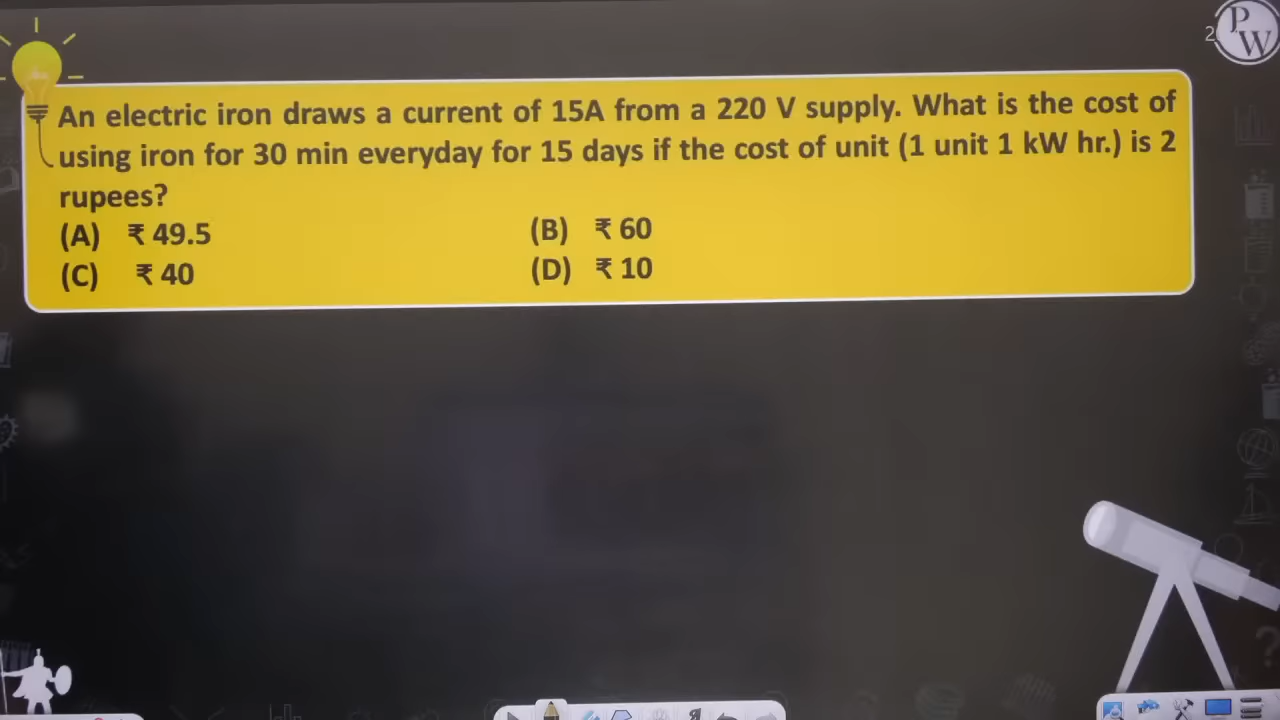 PW
2
An electric iron draws a current of 15A from a 220 V supply. What is the cost of
using iron for 30 min everyday for 15 days if the cost of unit (1 unit 1 kW hr.) is 2
rupees?
(A) ₹ 49.5 (B) ₹ 60
(C) ₹ 40 (D) ₹ 10